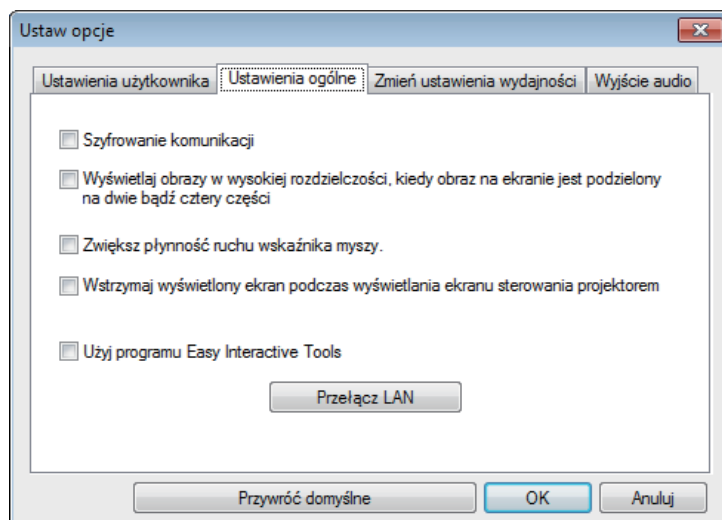 Ustaw opcje
Ustawienia użytkownika
Ustawienia ogólne
Zmień ustawienia wydajności
Wyjście audio
Szyfrowanie komunikacji
Wyświetlaj obrazy w wysokiej rozdzielczości, kiedy obraz na ekranie jest podzielony
na dwie bądź cztery części
Zwiększ płynność ruchu wskaźnika myszy.
Wstrzymaj wyświetlony ekran podczas wyświetlania ekranu sterowania projektorem
Użyj programu Easy Interactive Tools
Przełącz LAN
Przywróć domyślne
OK
Anuluj